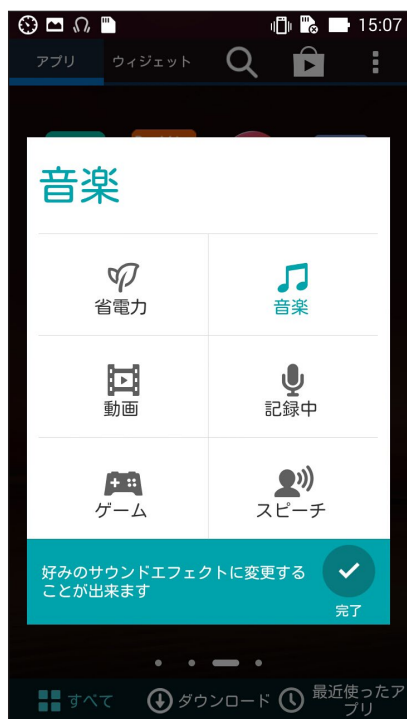 15:07
アプリ ウィジェット
音楽
省電力
音楽
動画
記録中
ゲーム
スピーチ
好みのサウンドエフェクトに変更する
ことが出来ます
完了
すべて
ダウンロード
最近使ったア
プリ